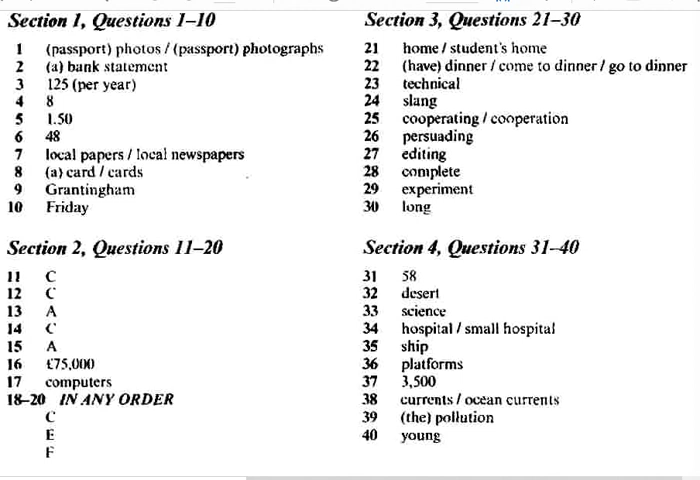 Section 1, Questions 1–10
1 (passport) photos / (passport) photographs
2 (a) bank statement
3 125 (per year)
4 8
5 1.50
6 48
7 local papers / local newspapers
8 (a) card / cards
9 Grantingham
10 Friday
Section 2, Questions 11–20
11 C
12 C
13 A
14 C
15 A
16 £75,000
17 computers
18–20 IN ANY ORDER
C
E
F
Section 3, Questions 21–30
21 home / student's home
22 (have) dinner / come to dinner / go to dinner
23 technical
24 slang
25 cooperating / cooperation
26 persuading
27 editing
28 complete
29 experiment
30 long
Section 4, Questions 31–40
31 58
32 desert
33 science
34 hospital / small hospital
35 ship
36 platforms
37 3,500
38 currents / ocean currents
39 (the) pollution
40 young